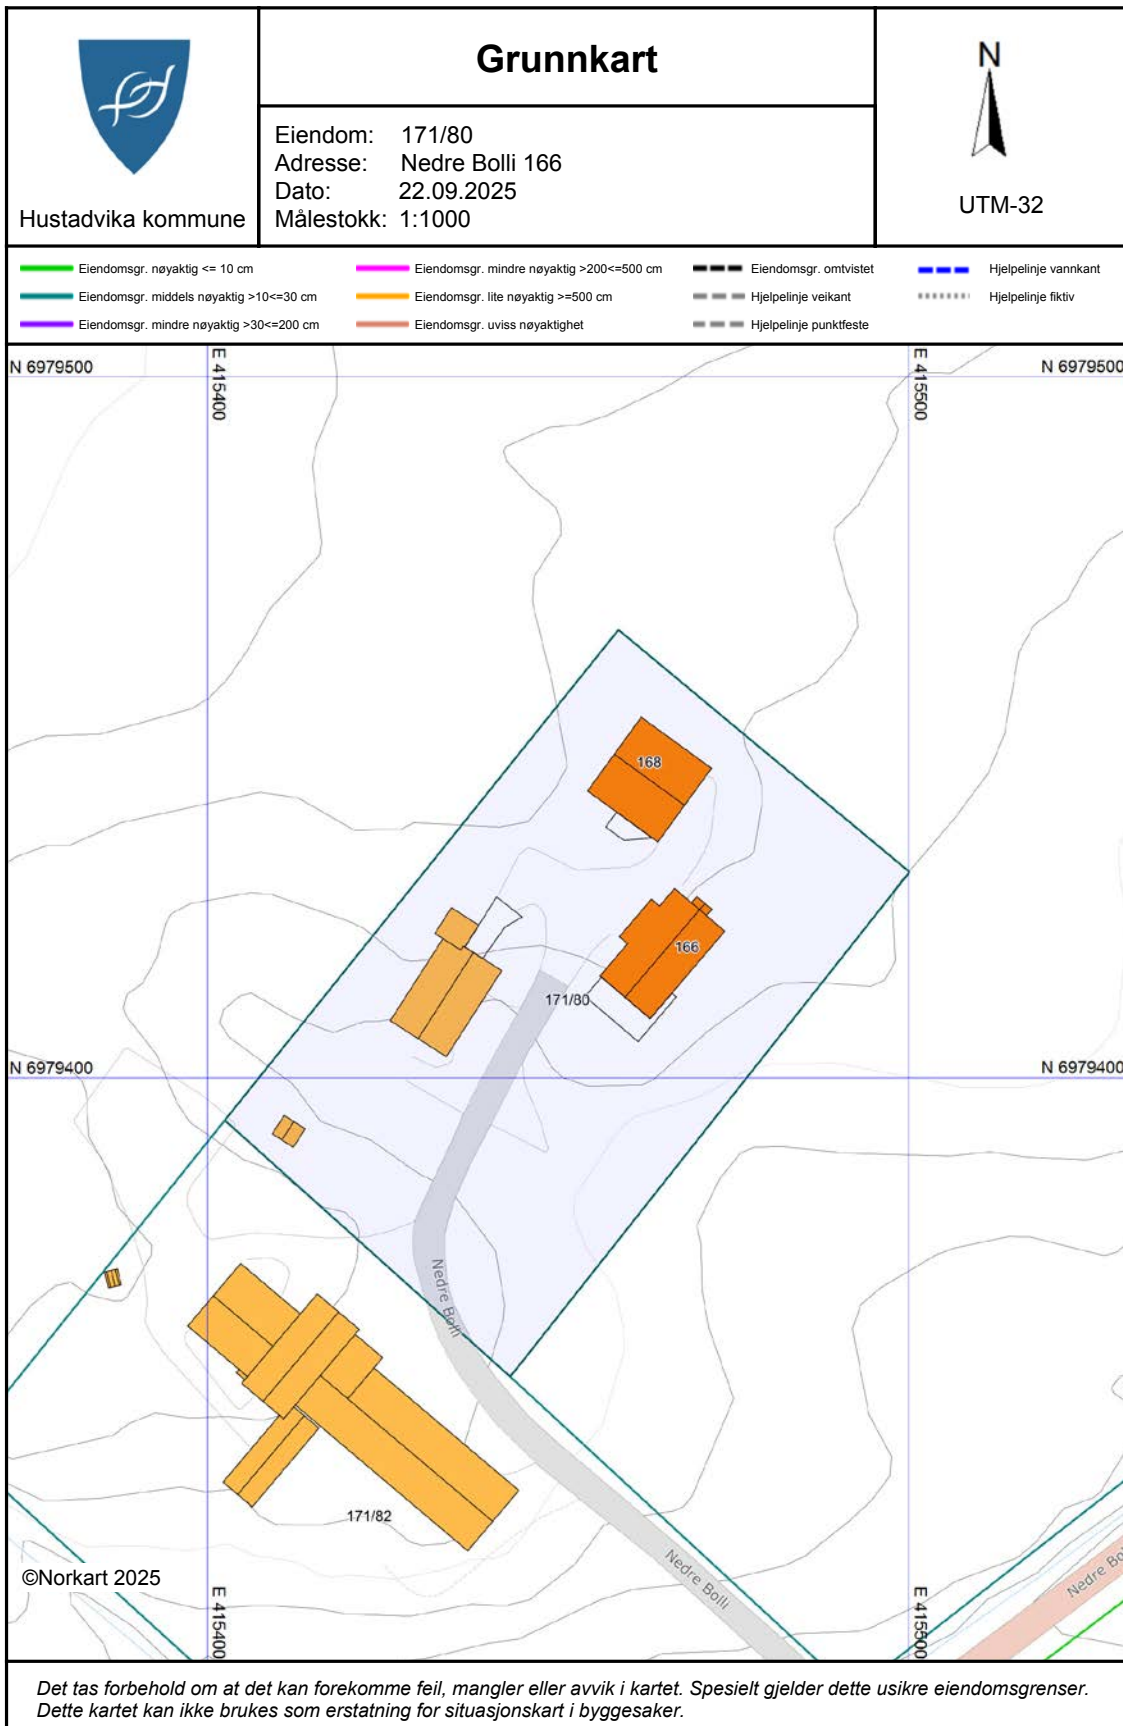 Hustadvika kommune
Grunnkart
Eiendom: 171/80
Adresse: Nedre Bolli 166
Dato: 22.09.2025
Målestokk: 1:1000
N
UTM-32
Eiendomsgr. nøyaktig <= 10 cm
Eiendomsgr. middels nøyaktig >10<=30 cm
Eiendomsgr. mindre nøyaktig >30<=200 cm
Eiendomsgr. mindre nøyaktig >200<=500 cm
Eiendomsgr. lite nøyaktig >=500 cm
Eiendomsgr. uviss nøyaktighet
Eiendomsgr. omtvistet
Hjelpelinje veikant
Hjelpelinje punktfeste
Hjelpelinje vannkant
Hjelpelinje fiktiv
N 6979500
E 415400
E 415500
N 6979500
168
166
171/80
N 6979400
N 6979400
Nedre Bolli
171/82
Nedre Bolli
Nedre Bo
©Norkart 2025
E 415400
E 415500
Det tas forbehold om at det kan forekomme feil, mangler eller avvik i kartet. Spesielt gjelder dette usikre eiendomsgrenser.
Dette kartet kan ikke brukes som erstatning for situasjonskart i byggesaker.